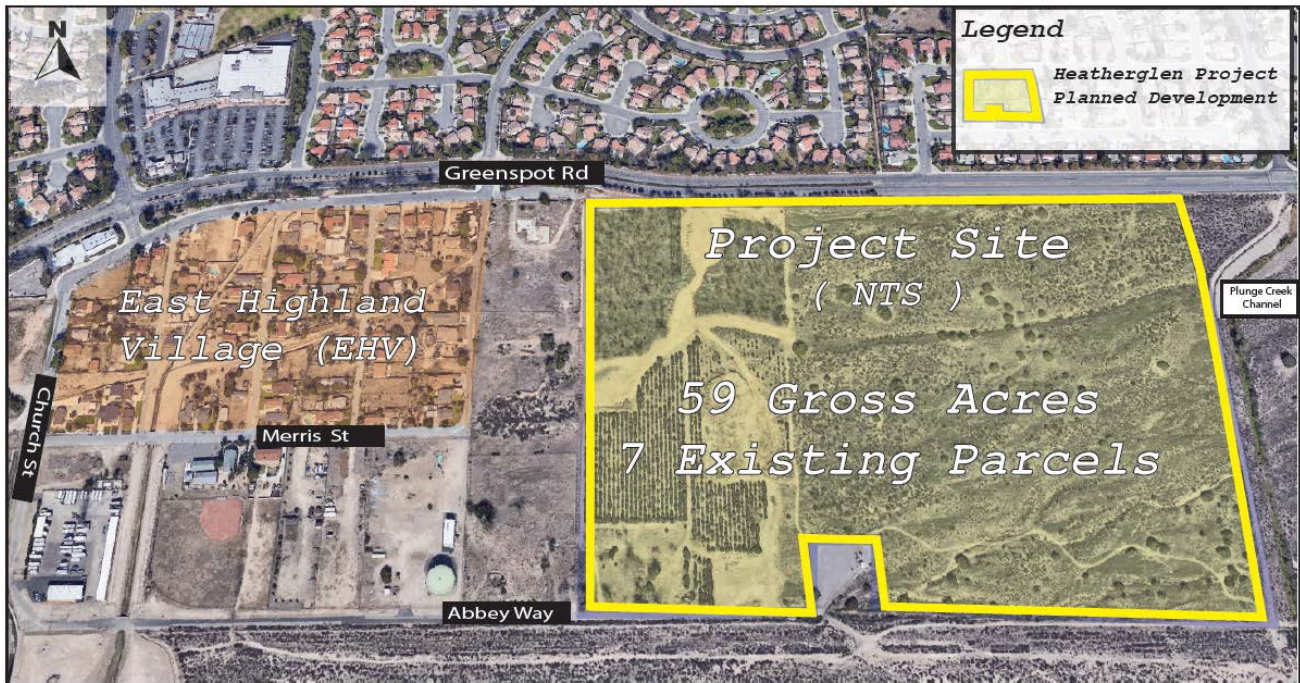 N
Legend
Heatherglen Project
Planned Development
Greenspot Rd
Project Site
( NTS )
Plunge Creek
Channel
East Highland
Village (EHV)
59 Gross Acres
7 Existing Parcels
Church St
Merris St
Abbey Way